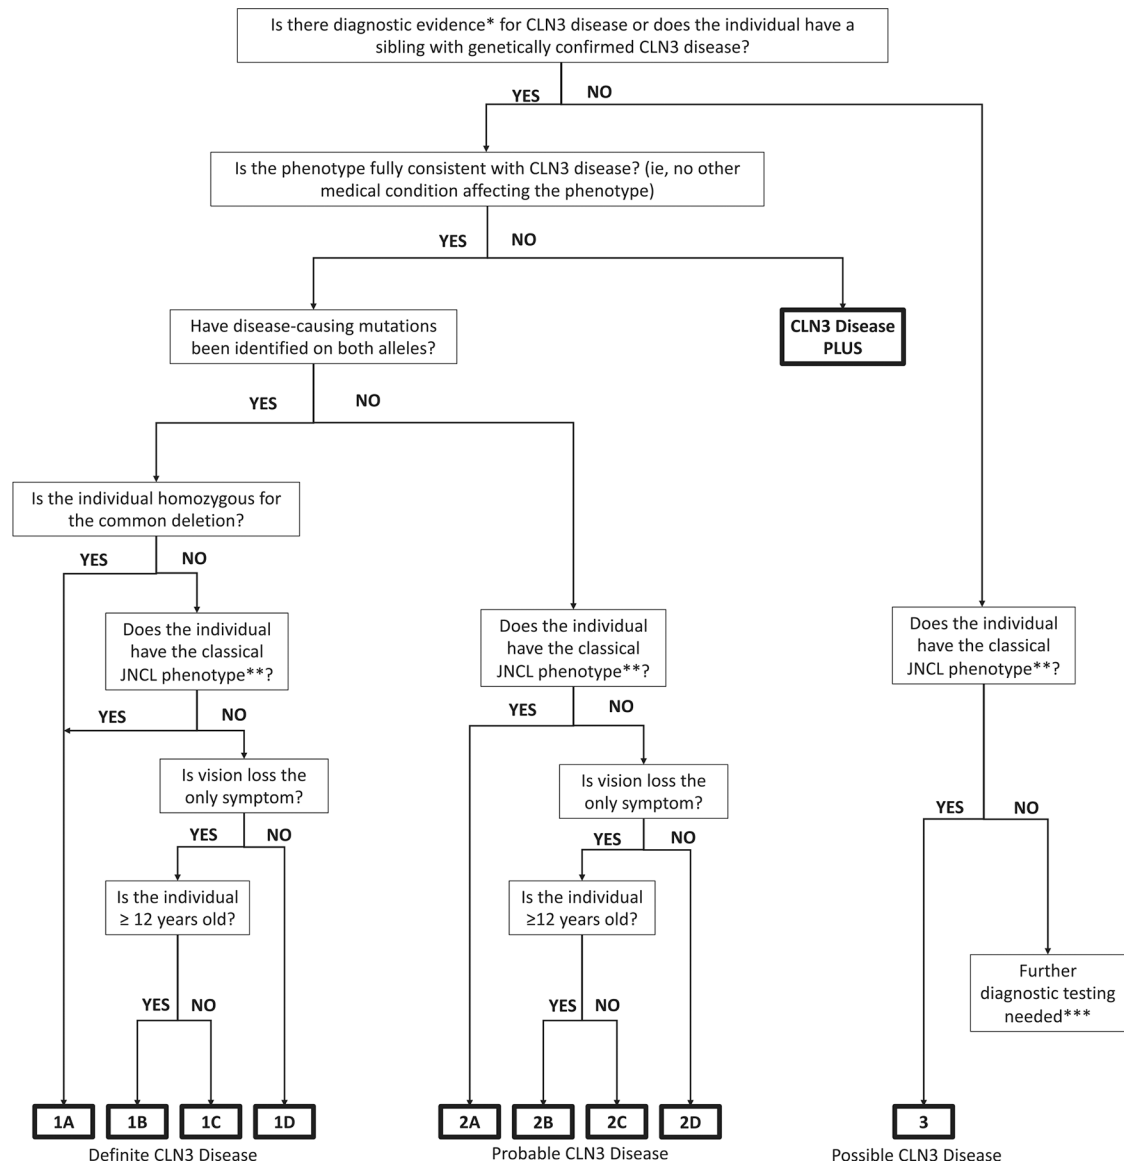 Is there diagnostic evidence* for CLN3 disease or does the individual have a
sibling with genetically confirmed CLN3 disease?
YES
NO
Is the phenotype fully consistent with CLN3 disease? (ie, no other
medical condition affecting the phenotype)
YES
NO
Have disease-causing mutations
been identified on both alleles?
CLN3 Disease
PLUS
YES
NO
Is the individual homozygous for
the common deletion?
YES
NO
Does the individual
have the classical
JNCL phenotype**?
Does the individual
have the classical
JNCL phenotype**?
Does the individual
have the classical
JNCL phenotype**?
YES
NO
YES
NO
Is vision loss the
only symptom?
Is vision loss the
only symptom?
YES
NO
YES
NO
YES
NO
Is the individual
≥ 12 years old?
Is the individual
≥12 years old?
Further
diagnostic testing
needed***
YES
NO
YES
NO
1A
1B
1C
1D
2A
2B
2C
2D
3
Definite CLN3 Disease
Probable CLN3 Disease
Possible CLN3 Disease